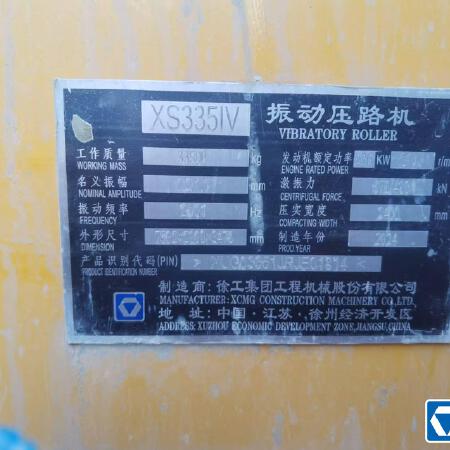 XS335IV
振动压路机
VIBRATORY ROLLER
工作质量 kg
WORKING MASS
发动机额定功率 KW r/m
ENGINE RATED POWER
名义振幅 mm
NOMINAL AMPLITUDE
激振力 kN
CENTRIFUGAL FORCE
振动频率 Hz
FREQUENCY
压实宽度 mm
COMPACTING WIDTH
外形尺寸 mm
DIMENSION
制造年份
PROD.YEAR
产品识别代码(PIN)
PRODUCT IDENTIFICATION NUMBER
制造商：徐工集团工程机械股份有限公司
MANUFACTURER: XCMG CONSTRUCTION MACHINERY CO.,LTD.
地 址：中国·江苏·徐州经济开发区
ADDRESS: XUZHOU ECONOMIC DEVELOPMENT ZONE,JIANGSU,CHINA